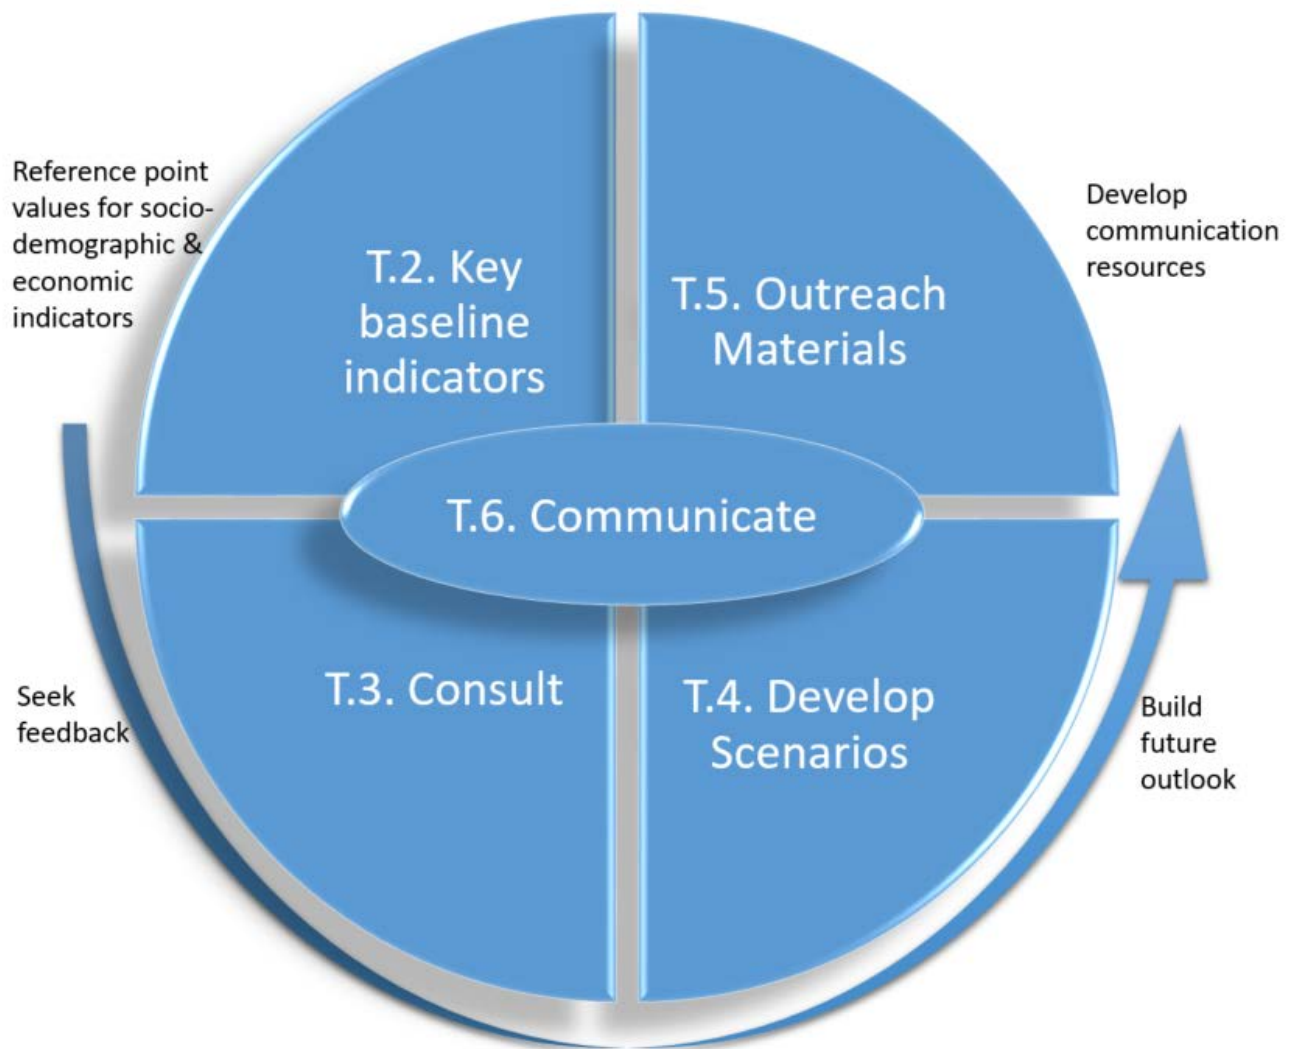 Reference point
values for socio-
demographic &
economic
indicators
T.2. Key
baseline
indicators
T.5. Outreach
Materials
Develop
communication
resources
T.6. Communicate
Seek
feedback
T.3. Consult
T.4. Develop
Scenarios
Build
future
outlook